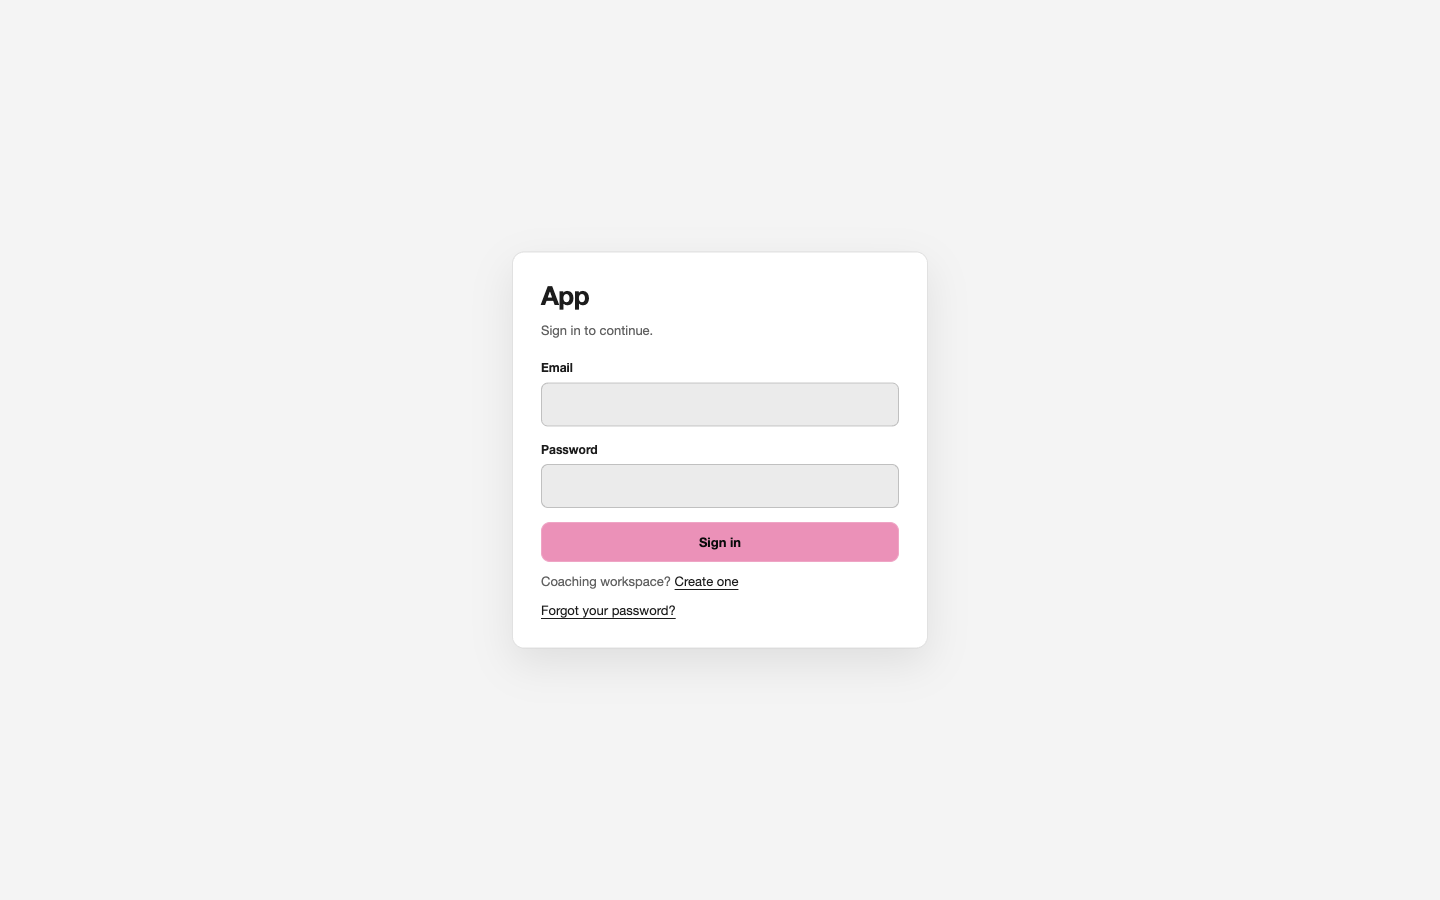 App
Sign in to continue.
Email
Password
Sign in
Coaching workspace? Create one
Forgot your password?